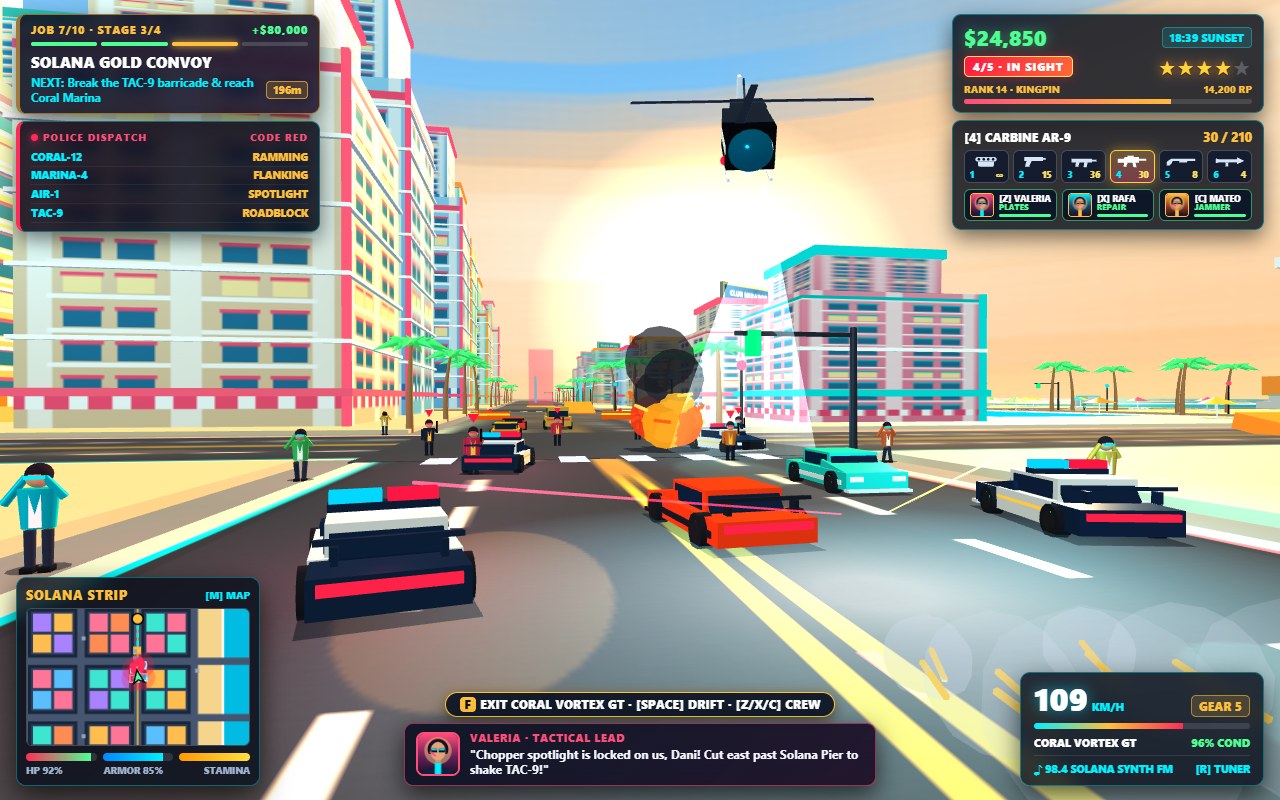 JOB 7/10 · STAGE 3/4 +$80,000
SOLANA GOLD CONVOY
NEXT: Break the TAC-9 barricade & reach
Coral Marina
196m
POLICE DISPATCH CODE RED
CORAL-12 RAMMING
MARINA-4 FLANKING
AIR-1 SPOTLIGHT
TAC-9 ROADBLOCK
$24,850 18:39 SUNSET
4/5 · IN SIGHT ★★★★★
RANK 14 · KINGPIN 14,200 RP
[4] CARBINE AR-9 30 / 210
1 ∞ 2 15 3 36 4 30 5 8 6 4
[Z] VALERIA [X] RAFA [C] MATEO
PLATES REPAIR JAMMER
SOLANA STRIP [M] MAP
HP 92% ARMOR 85% STAMINA
F EXIT CORAL VORTEX GT · [SPACE] DRIFT · [Z/X/C] CREW
VALERIA · TACTICAL LEAD
"Chopper spotlight is locked on us, Dani! Cut east past Solana Pier to
shake TAC-9!"
109 KM/H GEAR 5
CORAL VORTEX GT 96% COND
♪ 98.4 SOLANA SYNTH FM [R] TUNER